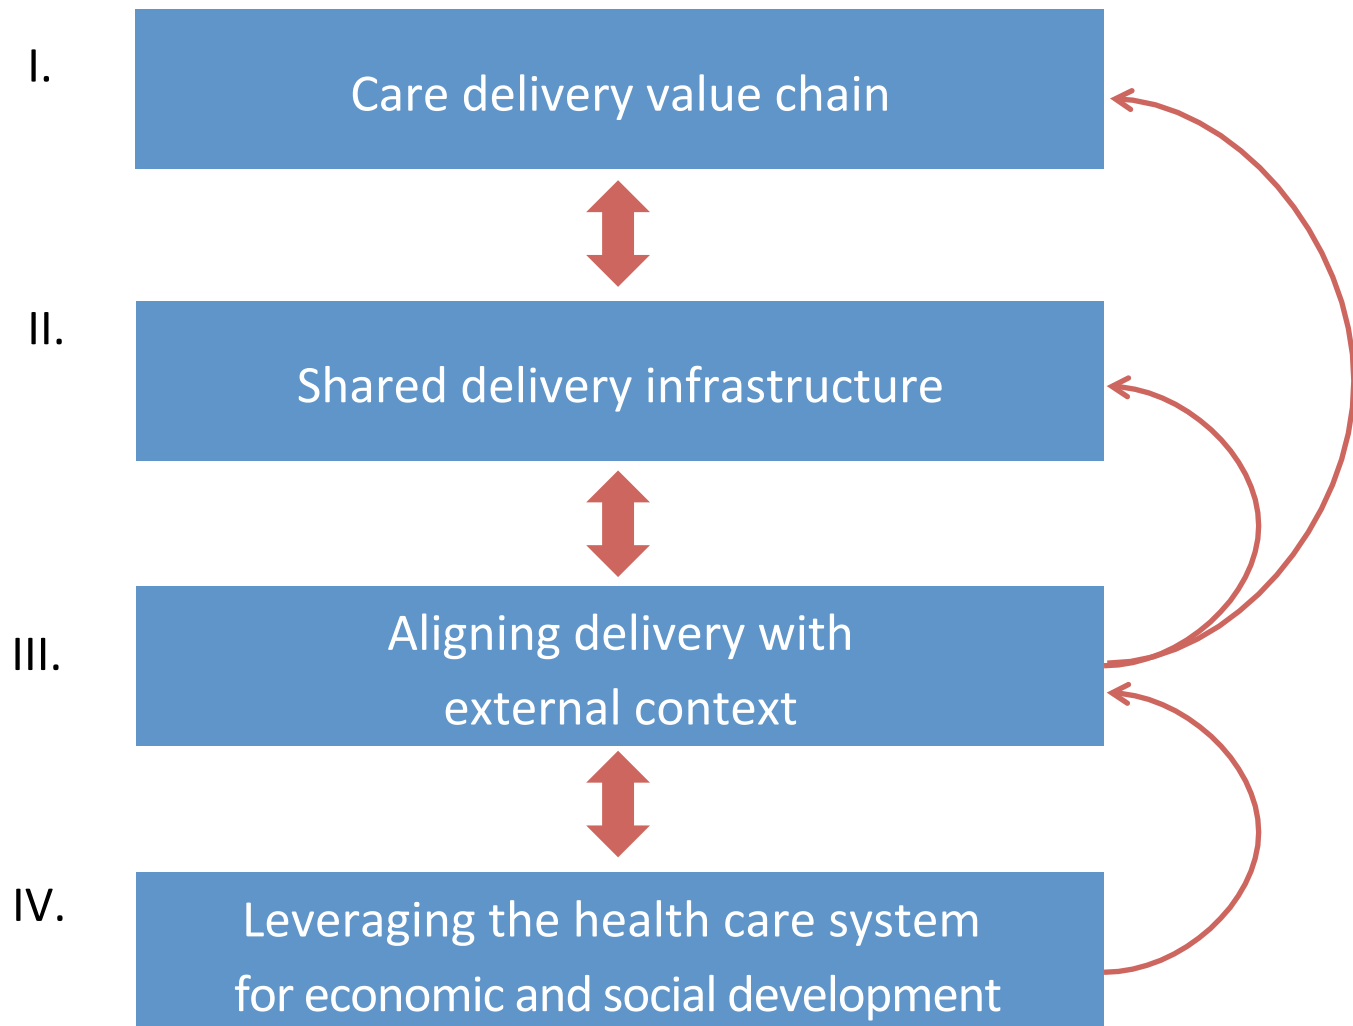 I.
Care delivery value chain
II.
Shared delivery infrastructure
III.
Aligning delivery with
external context
IV.
Leveraging the health care system
for economic and social development